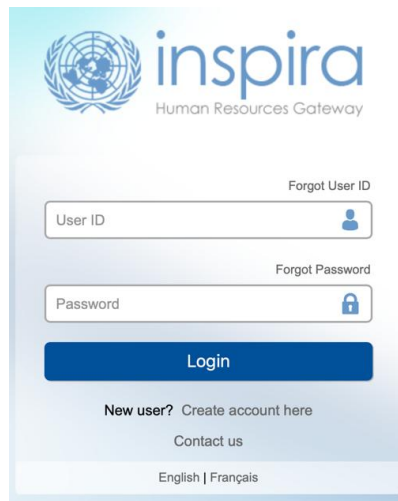 inspira
Human Resources Gateway
Forgot User ID
User ID
Forgot Password
Password
Login
New user? Create account here
Contact us
English | Français